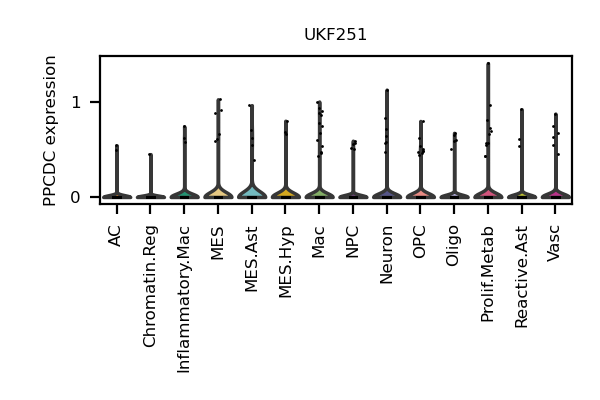 UKF251
PPCDC expression
1
0
AC
Chromatin.Reg
Inflammatory.Mac
MES
MES.Ast
MES.Hyp
Mac
NPC
Neuron
OPC
Oligo
Prolif.Metab
Reactive.Ast
Vasc